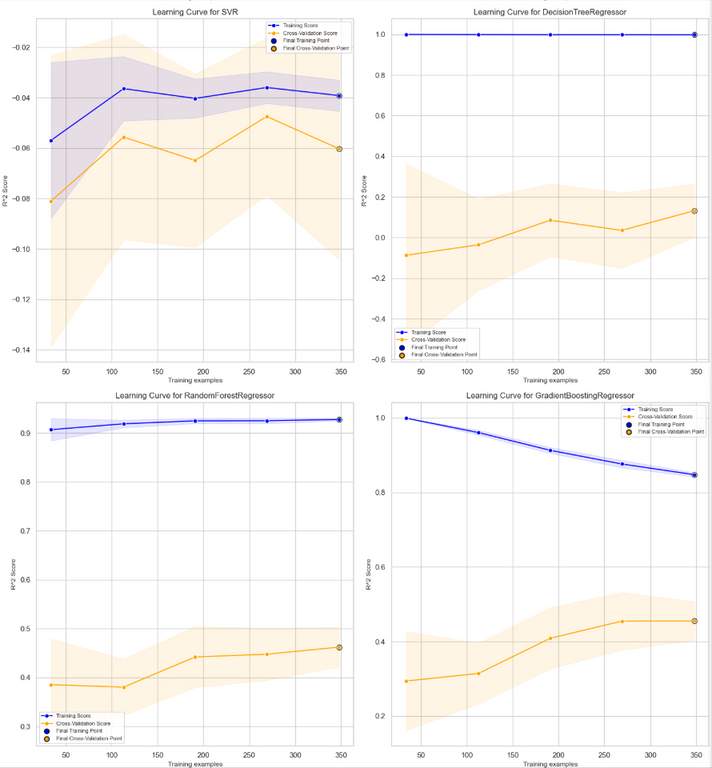 Learning Curve for SVR
Training Score
Cross-Validation Score
Final Training Point
Final Cross-Validation Point
−0.02
−0.04
−0.06
−0.08
−0.10
−0.12
−0.14
R^2 Score
50 100 150 200 250 300 350
Training examples
Learning Curve for DecisionTreeRegressor
1.0
0.8
0.6
0.4
0.2
0.0
−0.2
−0.4
−0.6
R^2 Score
Training Score
Cross-Validation Score
Final Training Point
Final Cross-Validation Point
50 100 150 200 250 300 350
Training examples
Learning Curve for RandomForestRegressor
0.9
0.8
0.7
0.6
0.5
0.4
0.3
R^2 Score
Training Score
Cross-Validation Score
Final Training Point
Final Cross-Validation Point
50 100 150 200 250 300 350
Training examples
Learning Curve for GradientBoostingRegressor
Training Score
Cross-Validation Score
Final Training Point
Final Cross-Validation Point
1.0
0.8
0.6
0.4
0.2
R^2 Score
50 100 150 200 250 300 350
Training examples